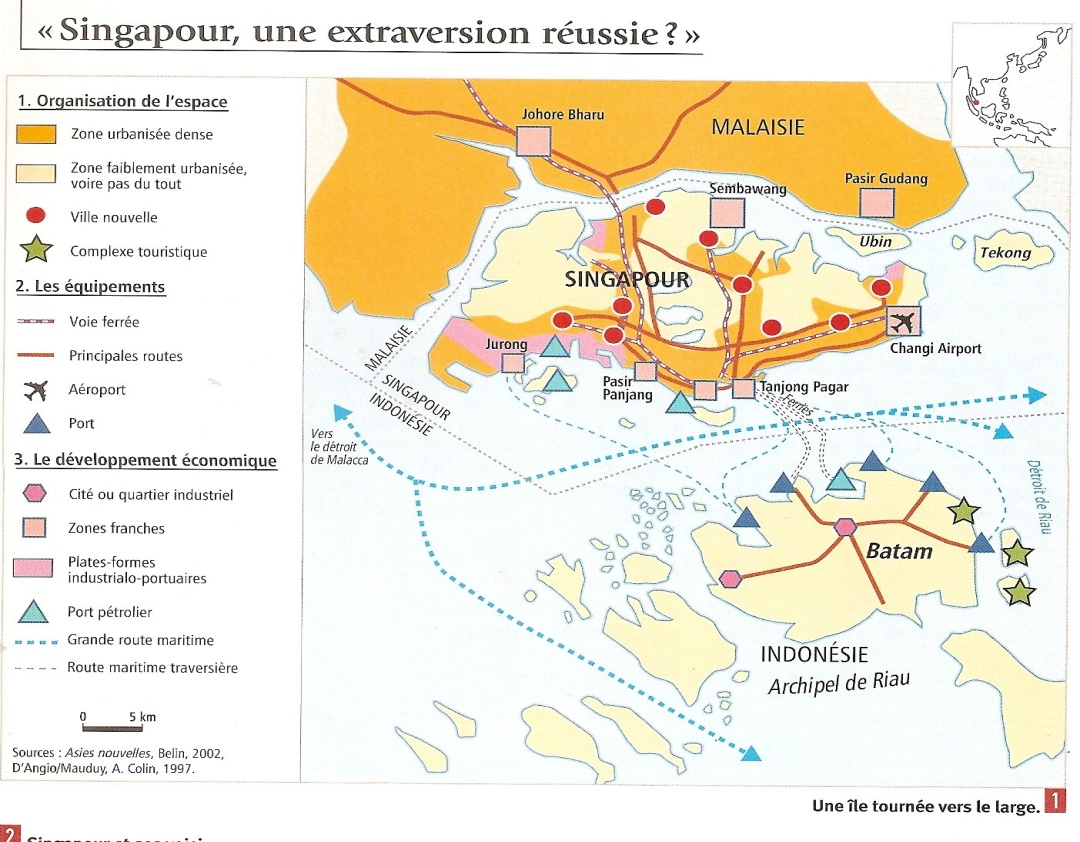 « Singapour, une extraversion réussie ? »
1. Organisation de l'espace
Zone urbanisée dense
Zone faiblement urbanisée,
voire pas du tout
Ville nouvelle
Complexe touristique
2. Les équipements
Voie ferrée
Principales routes
Aéroport
Port
3. Le développement économique
Cité ou quartier industriel
Zones franches
Plates-formes
industrialo-portuaires
Port pétrolier
Grande route maritime
Route maritime traversière
0 5 km
Sources : Asies nouvelles, Belin, 2002,
D'Angio/Mauduy, A. Colin, 1997.
Johore Bharu
MALAISIE
Pasir Gudang
Sembawang
Ubin
Tekong
SINGAPOUR
Changi Airport
MALAISIE
SINGAPOUR
INDONÉSIE
Jurong
Pasir
Panjang
Tanjong Pagar
Ferries
Vers
le détroit
de Malacca
Détroit de Riau
Batam
INDONÉSIE
Archipel de Riau
Une île tournée vers le large. 1
2